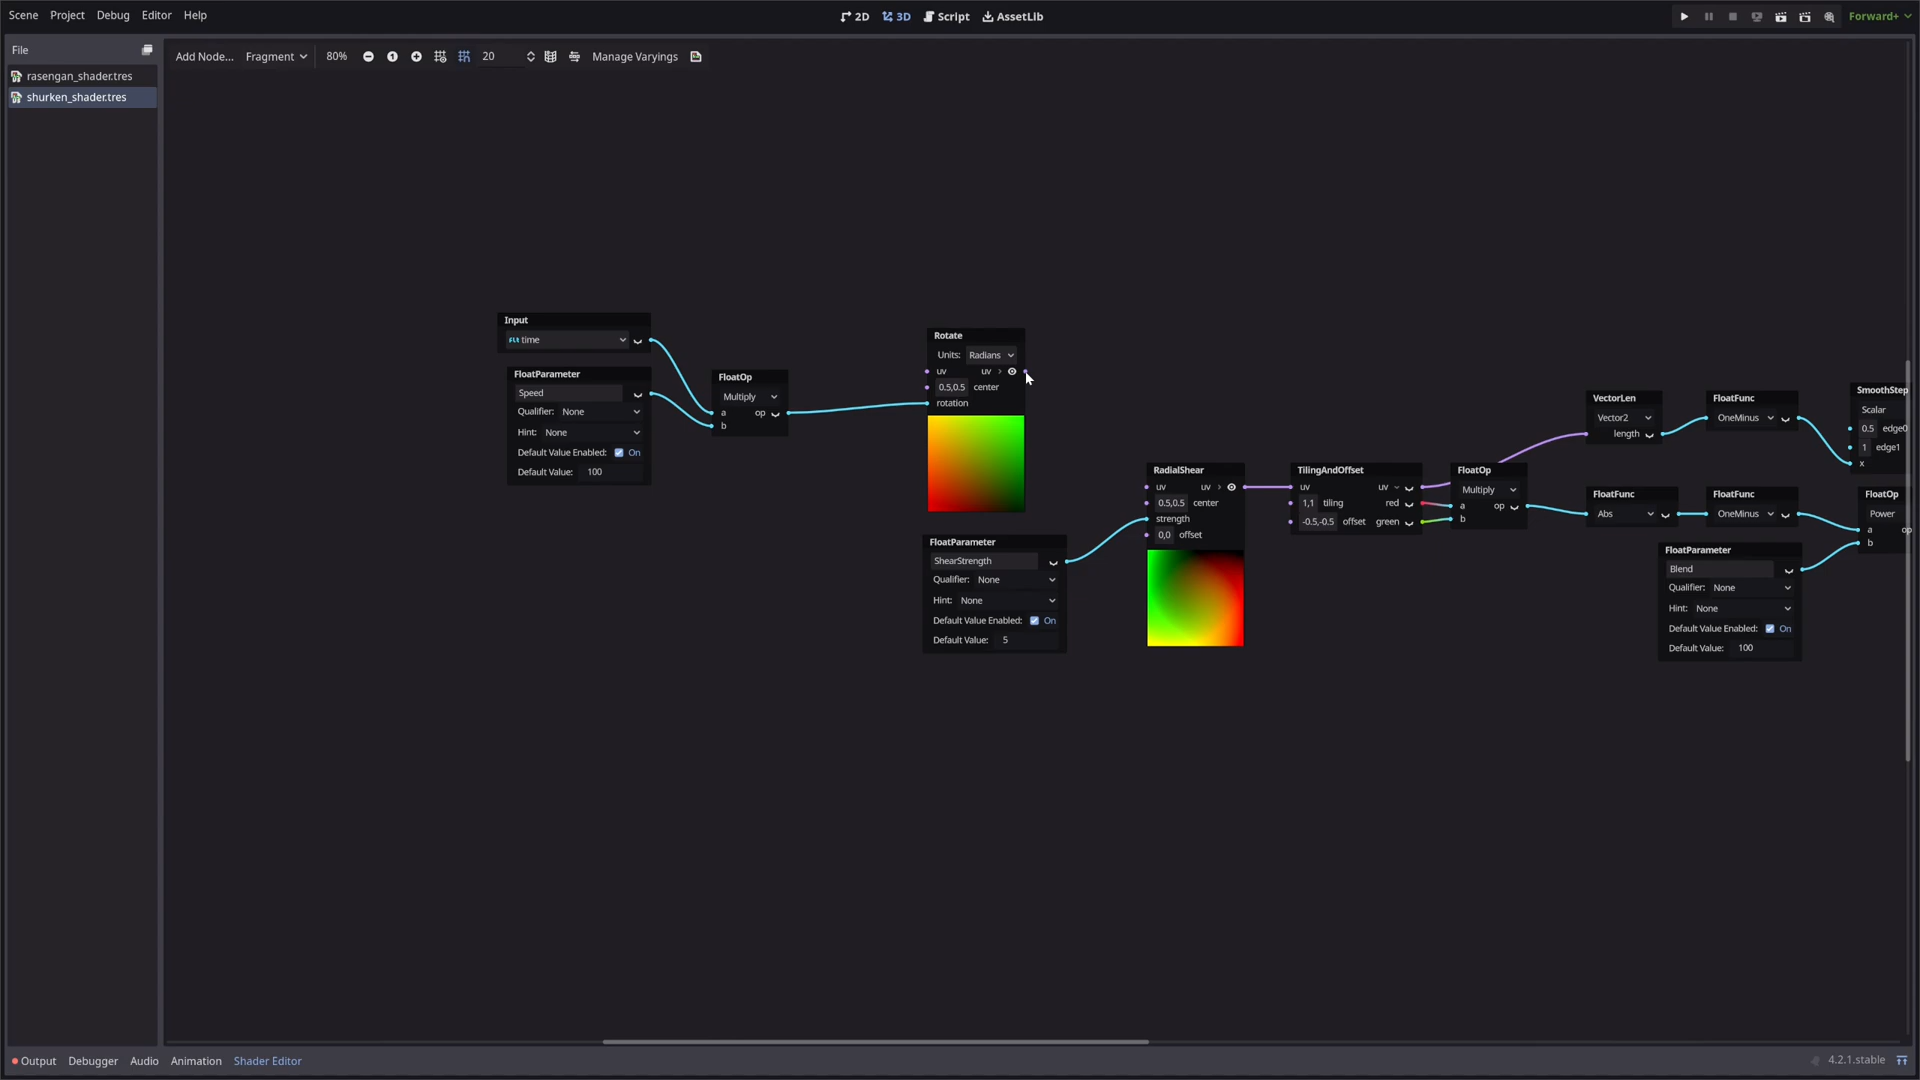 Scene Project Debug Editor Help
2D 3D Script AssetLib
Forward+
File
rasengan_shader.tres
shurken_shader.tres
Add Node... Fragment 80% 20 Manage Varyings
Input
time
FloatParameter
Speed
Qualifier: None
Hint: None
Default Value Enabled: On
Default Value: 100
FloatOp
Multiply
a op
b
Rotate
Units: Radians
uv uv
0.5,0.5 center
rotation
FloatParameter
ShearStrength
Qualifier: None
Hint: None
Default Value Enabled: On
Default Value: 5
RadialShear
uv uv
0.5,0.5 center
strength
0,0 offset
TilingAndOffset
uv uv
1,1 tiling red
-0.5,-0.5 offset green
FloatOp
Multiply
a op
b
VectorLen
Vector2
length
FloatFunc
OneMinus
SmoothStep
Scalar
0.5 edge0
1 edge1
x
FloatFunc
Abs
FloatFunc
OneMinus
FloatOp
Power
a op
b
FloatParameter
Blend
Qualifier: None
Hint: None
Default Value Enabled: On
Default Value: 100
Output Debugger Audio Animation Shader Editor
4.2.1.stable